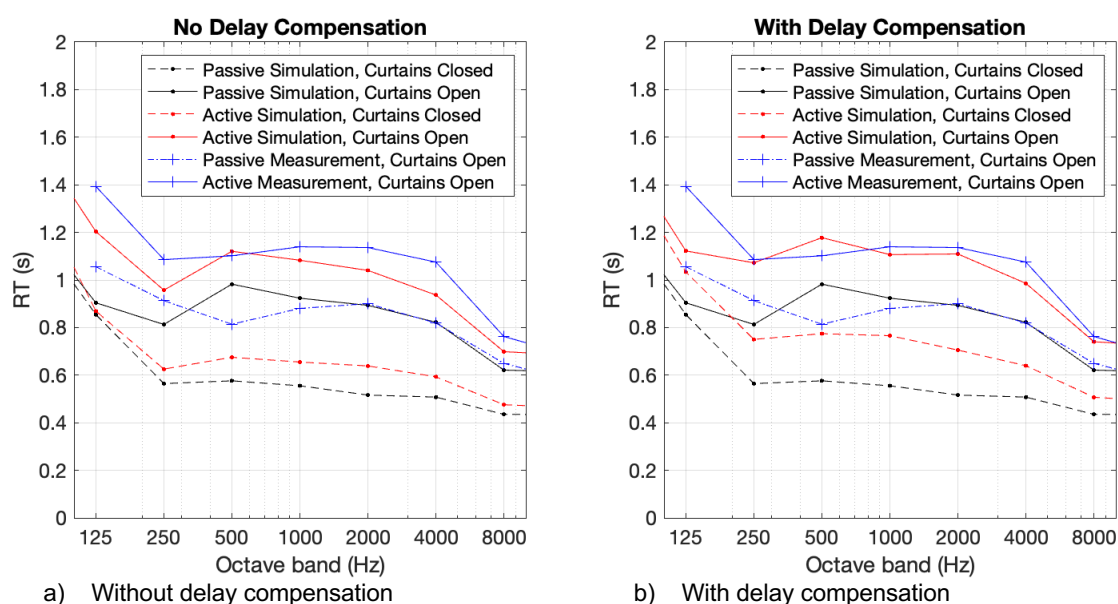 No Delay Compensation
2
1.8
1.6
1.4
1.2
1
0.8
0.6
0.4
0.2
0
RT (s)
Passive Simulation, Curtains Closed
Passive Simulation, Curtains Open
Active Simulation, Curtains Closed
Active Simulation, Curtains Open
Passive Measurement, Curtains Open
Active Measurement, Curtains Open
125 250 500 1000 2000 4000 8000
Octave band (Hz)
a) Without delay compensation
With Delay Compensation
2
1.8
1.6
1.4
1.2
1
0.8
0.6
0.4
0.2
0
RT (s)
Passive Simulation, Curtains Closed
Passive Simulation, Curtains Open
Active Simulation, Curtains Closed
Active Simulation, Curtains Open
Passive Measurement, Curtains Open
Active Measurement, Curtains Open
125 250 500 1000 2000 4000 8000
Octave band (Hz)
b) With delay compensation